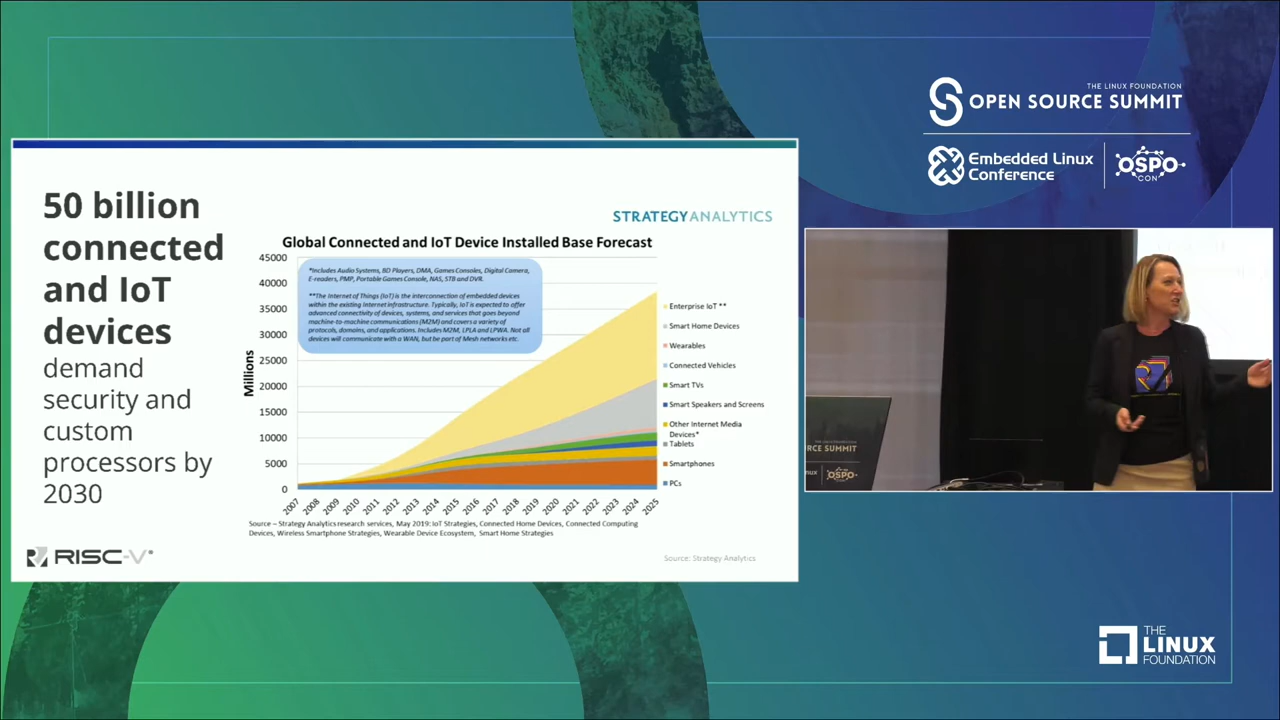 THE LINUX FOUNDATION
OPEN SOURCE SUMMIT
Embedded Linux
Conference
OSPO
CON
50 billion
connected
and IoT
devices
demand
security and
custom
processors by
2030
STRATEGYANALYTICS
Global Connected and IoT Device Installed Base Forecast
Millions
45000
40000
35000
30000
25000
20000
15000
10000
5000
0
*Includes Audio Systems, BD Players, DMA, Games Consoles, Digital Camera,
E-readers, PMP, Portable Games Console, NAS, STB and DVR.
**The Internet of Things (IoT) is the interconnection of embedded devices
within the existing Internet infrastructure. Typically, IoT is expected to offer
advanced connectivity of devices, systems, and services that goes beyond
machine-to-machine communications (M2M) and covers a variety of
protocols, domains, and applications. Includes M2M, LPLA and LPWA. Not all
devices will communicate with a WAN, but be part of Mesh networks etc.
2007 2008 2009 2010 2011 2012 2013 2014 2015 2016 2017 2018 2019 2020 2021 2022 2023 2024 2025
Enterprise IoT **
Smart Home Devices
Wearables
Connected Vehicles
Smart TVs
Smart Speakers and Screens
Other Internet Media
Devices*
Tablets
Smartphones
PCs
Source – Strategy Analytics research services, May 2019: IoT Strategies, Connected Home Devices, Connected Computing
Devices, Wireless Smartphone Strategies, Wearable Device Ecosystem, Smart Home Strategies
RISC-V®
Source: Strategy Analytics
RCE SUMMIT
nux
OSPO
THE
LINUX
FOUNDATION